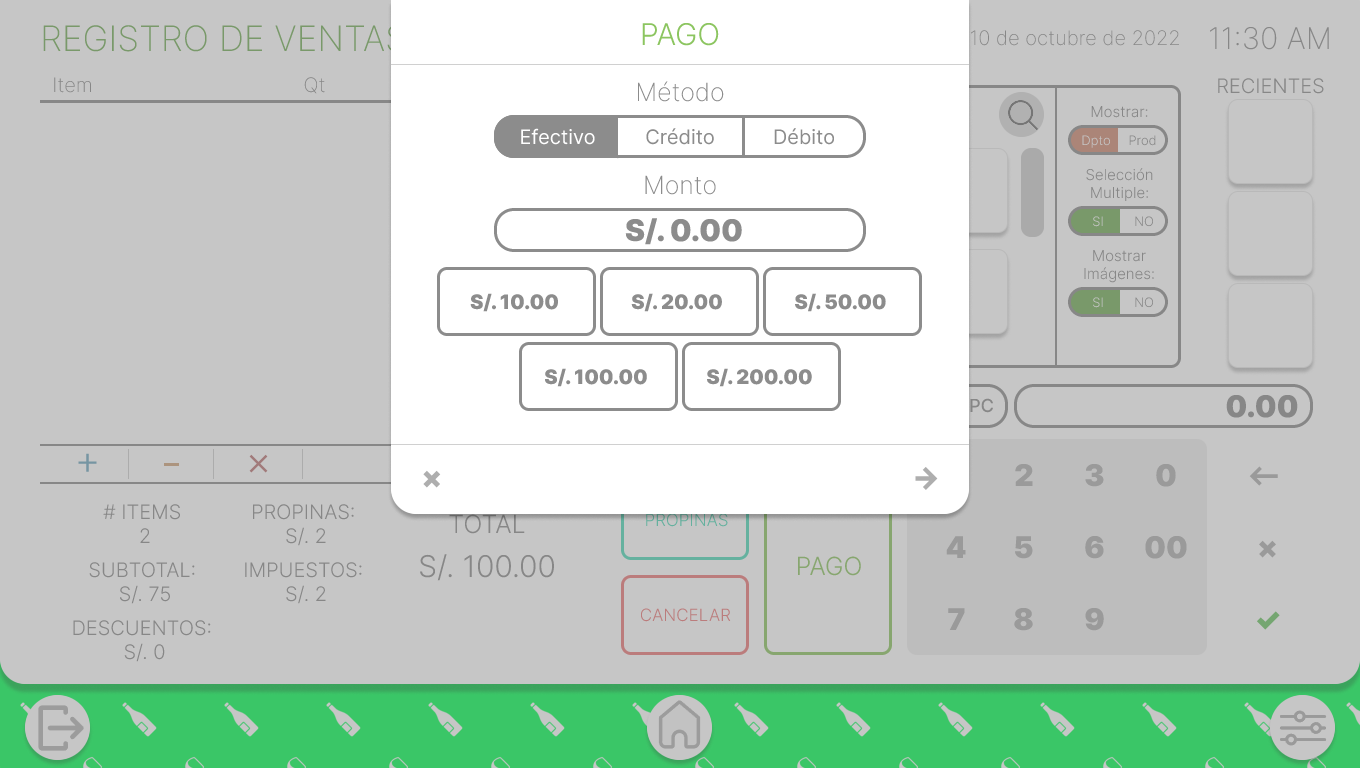 REGISTRO DE VENTAS
10 de octubre de 2022
11:30 AM
Item
Qt
PAGO
Método
Efectivo
Crédito
Débito
Monto
S/. 0.00
S/. 10.00
S/. 20.00
S/. 50.00
S/. 100.00
S/. 200.00
Mostrar:
Dpto
Prod
Selección
Multiple:
SI
NO
Mostrar
Imágenes:
SI
NO
RECIENTES
PC
0.00
# ITEMS
2
PROPINAS:
S/. 2
SUBTOTAL:
S/. 75
IMPUESTOS:
S/. 2
DESCUENTOS:
S/. 0
TOTAL
S/. 100.00
PROPINAS
CANCELAR
PAGO
2 3 0
4 5 6 00
7 8 9